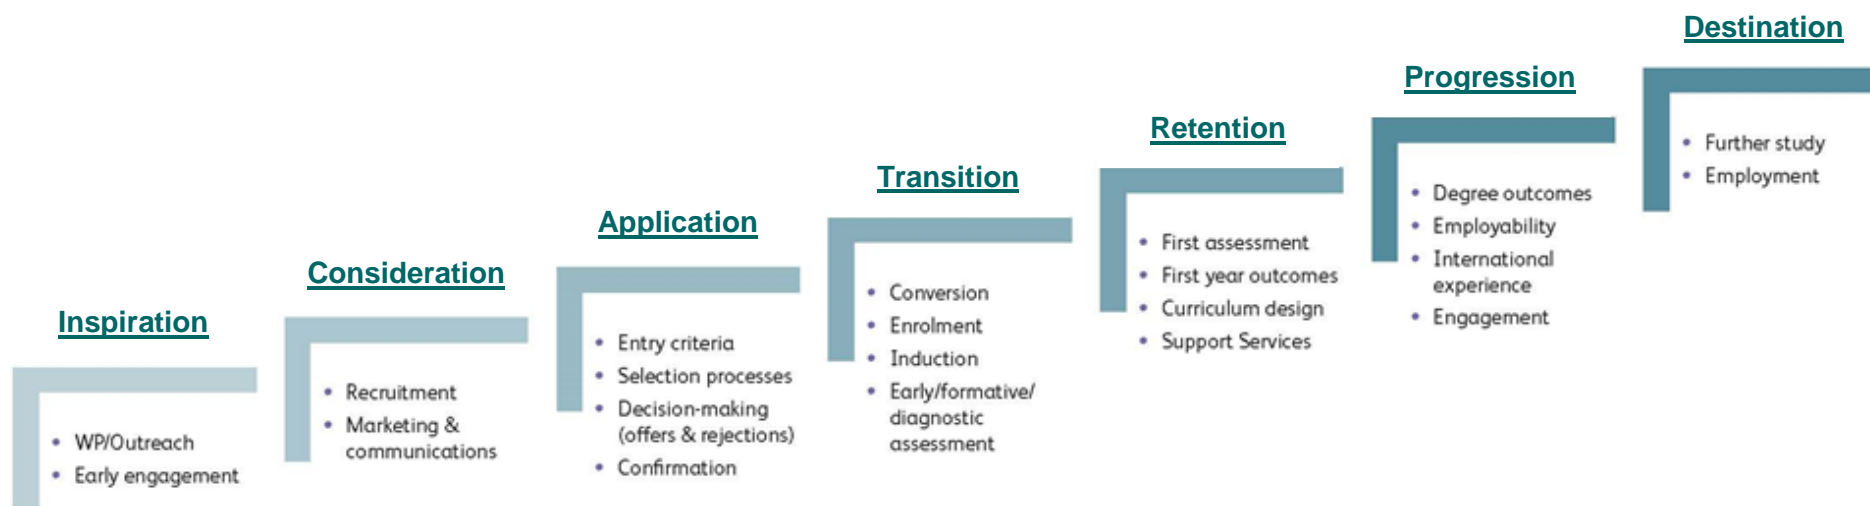 Inspiration
• WP/Outreach
• Early engagement
Consideration
• Recruitment
• Marketing &
communications
Application
• Entry criteria
• Selection processes
• Decision-making
(offers & rejections)
• Confirmation
Transition
• Conversion
• Enrolment
• Induction
• Early/formative/
diagnostic
assessment
Retention
• First assessment
• First year outcomes
• Curriculum design
• Support Services
Progression
• Degree outcomes
• Employability
• International
experience
• Engagement
Destination
• Further study
• Employment